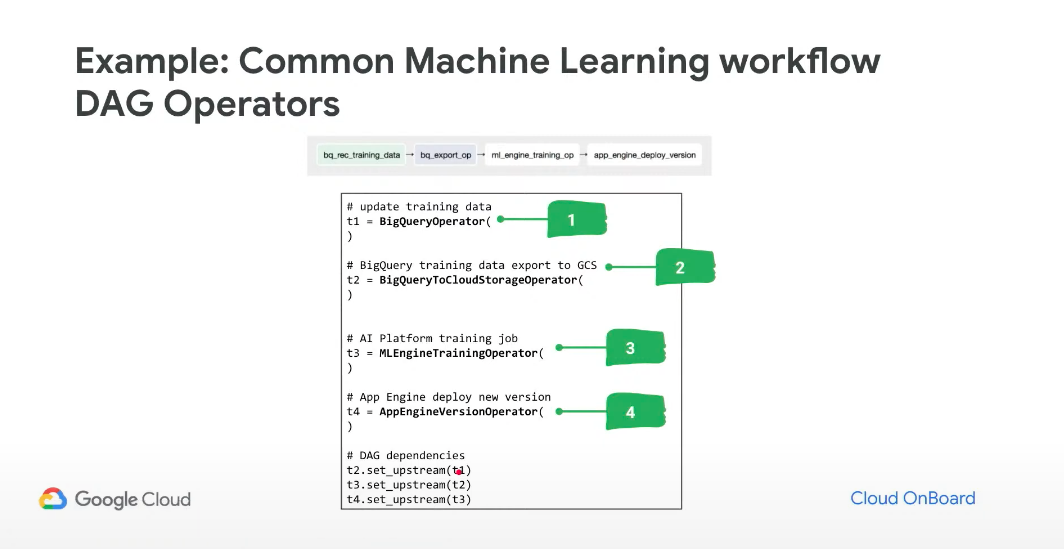 Example: Common Machine Learning workflow
DAG Operators
bq_rec_training_data → bq_export_op → ml_engine_training_op → app_engine_deploy_version
# update training data
t1 = BigQueryOperator(
1
)
# BigQuery training data export to GCS
2
t2 = BigQueryToCloudStorageOperator(
)
# AI Platform training job
3
t3 = MLEngineTrainingOperator(
)
# App Engine deploy new version
t4 = AppEngineVersionOperator(
4
)
# DAG dependencies
t2.set_upstream(t1)
t3.set_upstream(t2)
t4.set_upstream(t3)
Google Cloud
Cloud OnBoard